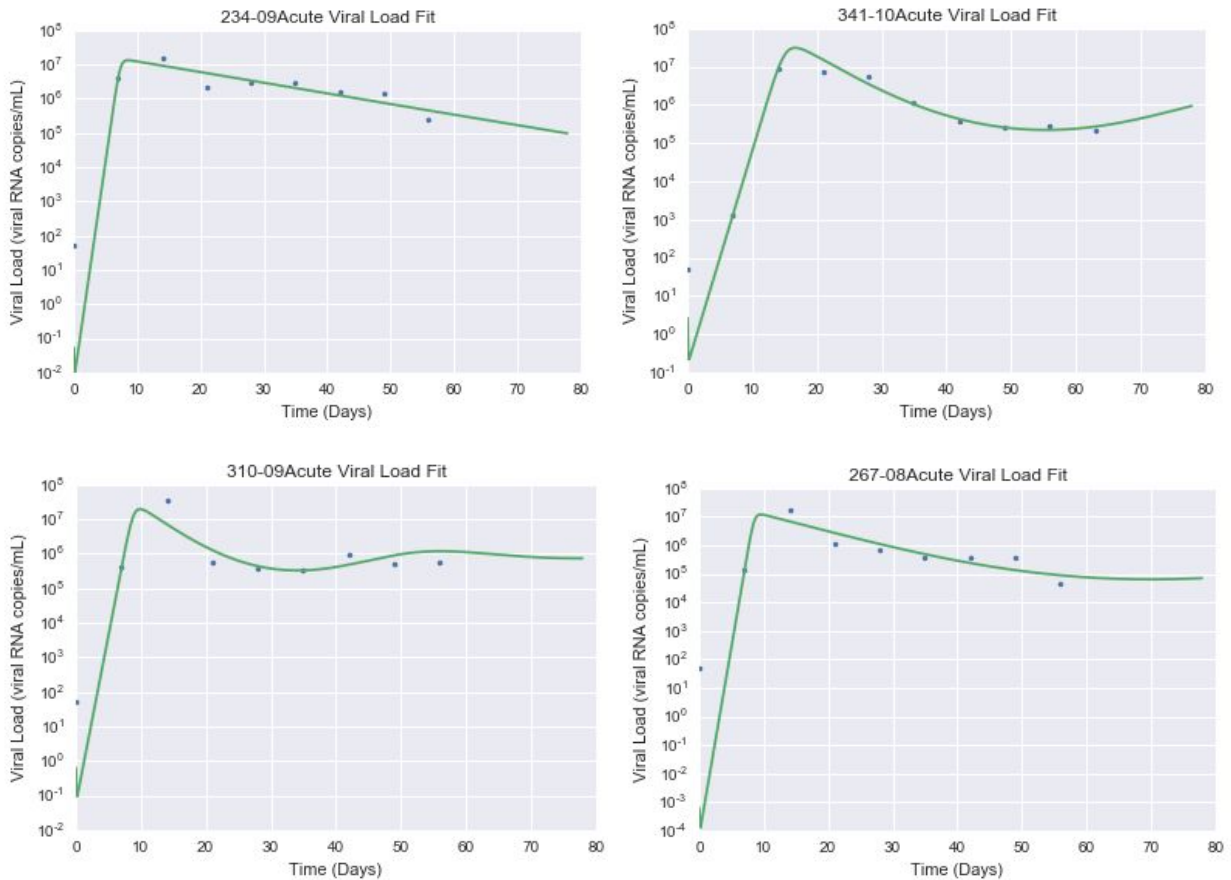 234-09Acute Viral Load Fit
Viral Load (viral RNA copies/mL)
10^8
10^7
10^6
10^5
10^4
10^3
10^2
10^1
10^0
10^-1
10^-2
0 10 20 30 40 50 60 70 80
Time (Days)
341-10Acute Viral Load Fit
Viral Load (viral RNA copies/mL)
10^8
10^7
10^6
10^5
10^4
10^3
10^2
10^1
10^0
10^-1
0 10 20 30 40 50 60 70 80
Time (Days)
310-09Acute Viral Load Fit
Viral Load (viral RNA copies/mL)
10^8
10^7
10^6
10^5
10^4
10^3
10^2
10^1
10^0
10^-1
10^-2
0 10 20 30 40 50 60 70 80
Time (Days)
267-08Acute Viral Load Fit
Viral Load (viral RNA copies/mL)
10^8
10^7
10^6
10^5
10^4
10^3
10^2
10^1
10^0
10^-1
10^-2
10^-3
10^-4
0 10 20 30 40 50 60 70 80
Time (Days)